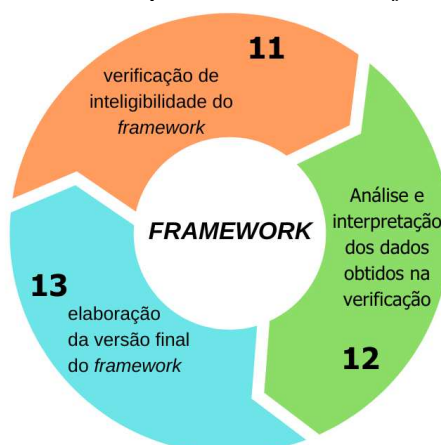 11
verificação de
inteligibilidade do
framework
FRAMEWORK
Análise e
interpretação
dos dados
obtidos na
verificação
12
13
elaboração
da versão final
do framework